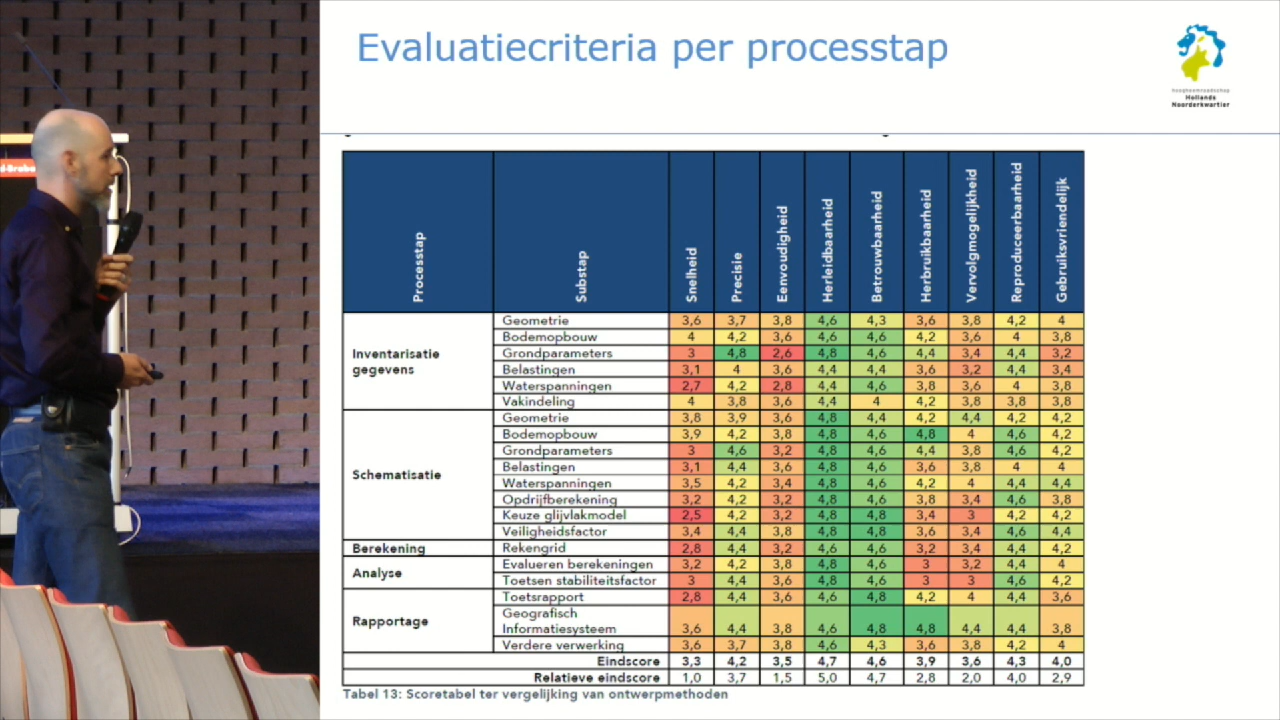 Evaluatiecriteria per processtap
hoogheemraadschap
Hollands
Noorderkwartier
d-Braba
Processtap Substap Snelheid Precisie Eenvoudigheid Herleidbaarheid Betrouwbaarheid Herbruikbaarheid Vervolgmogelijkheid Reproduceerbaarheid Gebruiksvriendelijk
Inventarisatie gegevens
Geometrie 3,6 3,7 3,8 4,6 4,3 3,6 3,8 4,2 4
Bodemopbouw 4 4,2 3,6 4,6 4,6 4,2 3,6 4 3,8
Grondparameters 3 4,8 2,6 4,8 4,6 4,4 3,4 4,4 3,2
Belastingen 3,1 4 3,6 4,4 4,4 3,6 3,2 4,4 3,4
Waterspanningen 2,7 4,2 2,8 4,4 4,6 3,8 3,6 4 3,8
Vakindeling 4 3,8 3,6 4,4 4 4,2 3,8 3,8 3,8
Schematisatie
Geometrie 3,8 3,9 3,6 4,8 4,4 4,2 4,4 4,2 4,2
Bodemopbouw 3,9 4,2 3,8 4,8 4,6 4,8 4 4,6 4,2
Grondparameters 3 4,6 3,2 4,8 4,6 4,4 3,8 4,6 4,2
Belastingen 3,1 4,4 3,6 4,8 4,6 3,6 3,8 4 4
Waterspanningen 3,5 4,2 3,4 4,8 4,6 4,2 4 4,4 4,4
Opdrijfberekening 3,2 4,2 3,2 4,8 4,6 3,8 3,4 4,6 3,8
Keuze glijvlakmodel 2,5 4,2 3,2 4,8 4,8 3,4 3 4,2 4,2
Veiligheidsfactor 3,4 4,4 3,8 4,8 4,8 3,6 3,4 4,6 4,4
Berekening Rekengrid 2,8 4,4 3,2 4,6 4,6 3,2 3,4 4,4 4,2
Analyse
Evalueren berekeningen 3,2 4,2 3,8 4,8 4,6 3 3,2 4,4 4
Toetsen stabiliteitsfactor 3 4,4 3,6 4,8 4,6 3 3 4,6 4,2
Rapportage
Toetsrapport 2,8 4,4 3,6 4,6 4,8 4,2 4 4,4 3,6
Geografisch
Informatiesysteem 3,6 4,4 3,8 4,6 4,8 4,8 4,4 4,4 3,8
Verdere verwerking 3,6 3,7 3,8 4,6 4,3 3,6 3,8 4,2 4
Eindscore 3,3 4,2 3,5 4,7 4,6 3,9 3,6 4,3 4,0
Relatieve eindscore 1,0 3,7 1,5 5,0 4,7 2,8 2,0 4,0 2,9
Tabel 13: Scoretabel ter vergelijking van ontwerpmethoden